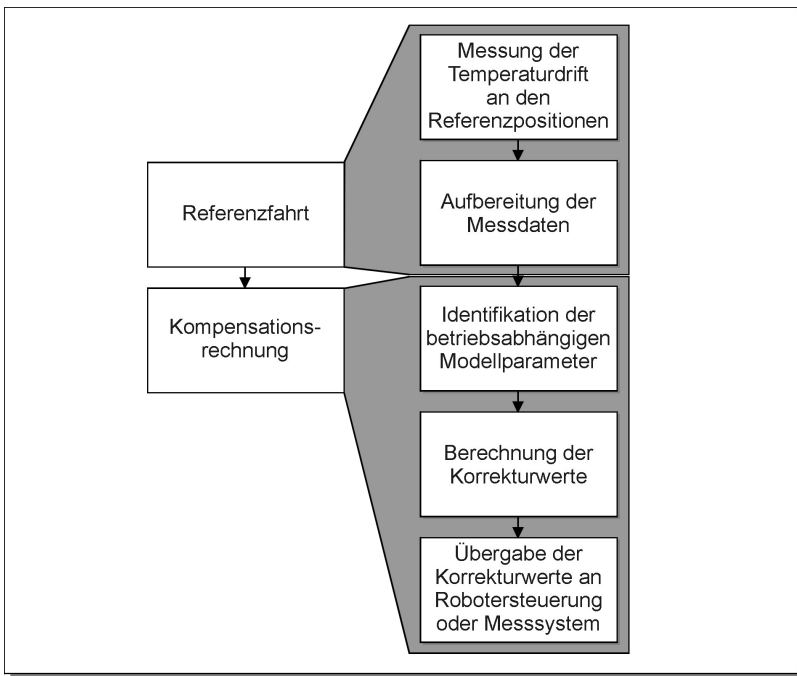 Messung der
Temperaturdrift
an den
Referenzpositionen
Referenzfahrt
Aufbereitung der
Messdaten
Kompensations-
rechnung
Identifikation der
betriebsabhängigen
Modellparameter
Berechnung der
Korrekturwerte
Übergabe der
Korrekturwerte an
Robotersteuerung
oder Messsystem